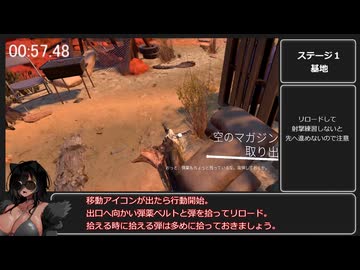 00:57.48
ステージ１
基地
リロードして
射撃練習しないと
先へ進めないので注意
空のマガジン
取り出
移動アイコンが出たら行動開始。
出口へ向かい弾薬ベルトと弾を拾ってリロード。
拾える時に拾える弾は多めに拾っておきましょう。